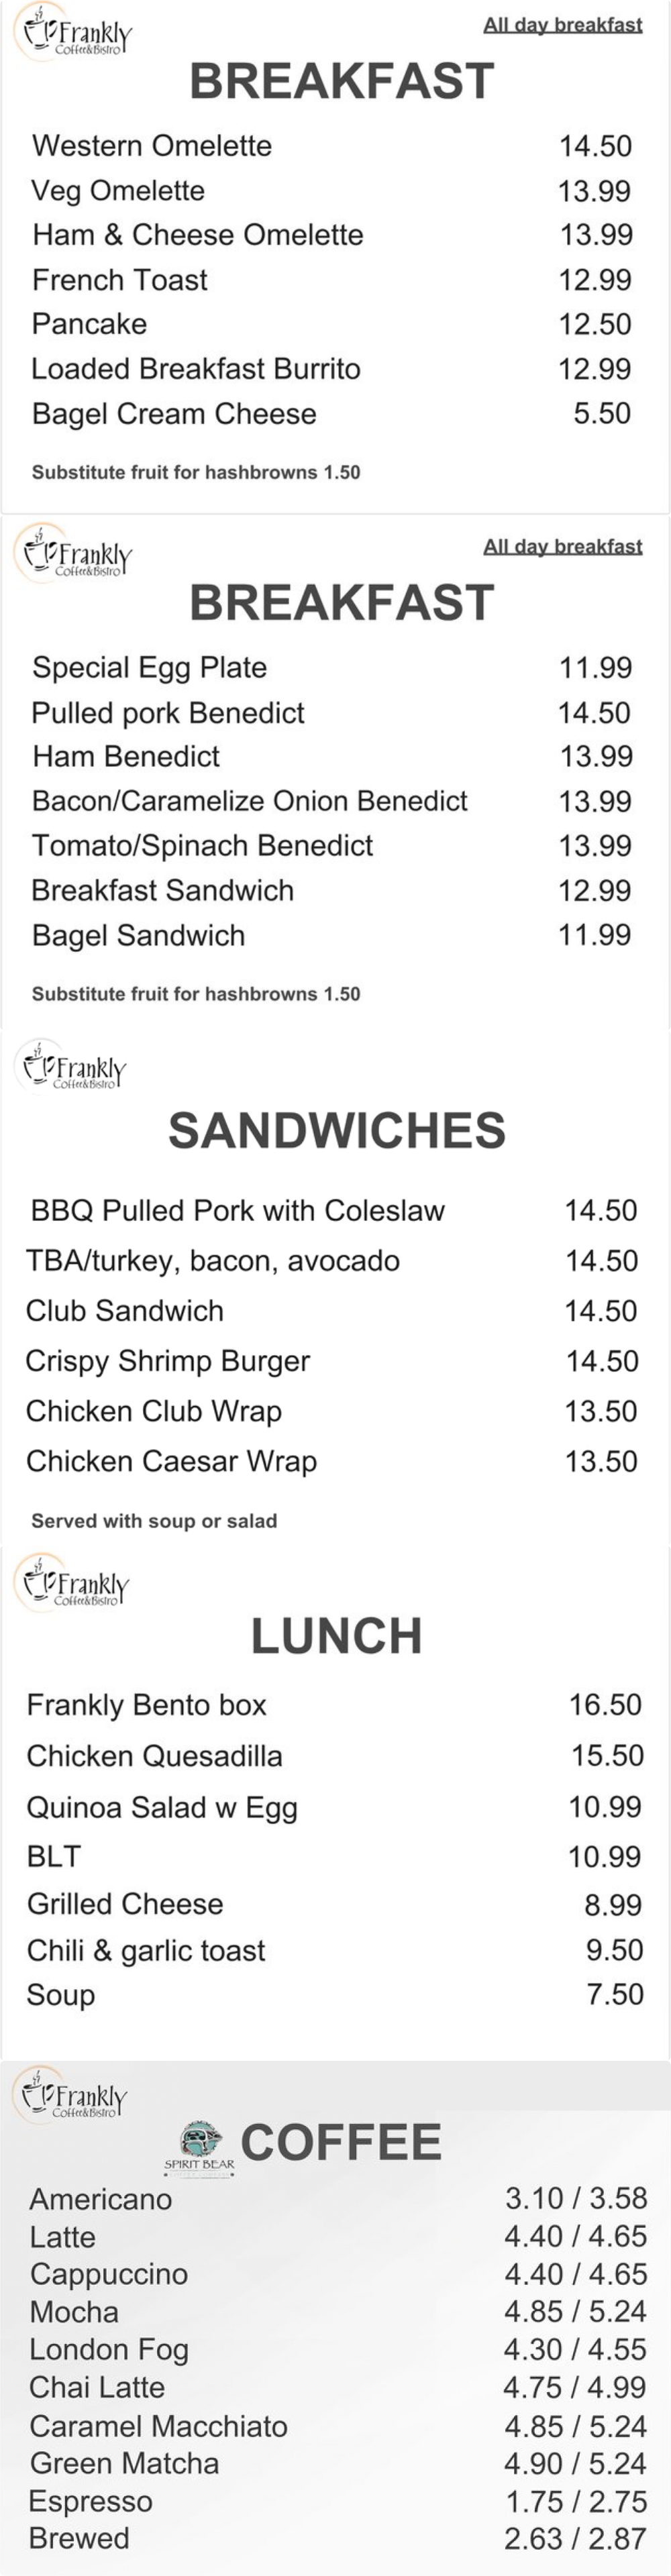 Frankly
Coffee&Bistro
All day breakfast
BREAKFAST
Western Omelette 14.50
Veg Omelette 13.99
Ham & Cheese Omelette 13.99
French Toast 12.99
Pancake 12.50
Loaded Breakfast Burrito 12.99
Bagel Cream Cheese 5.50
Substitute fruit for hashbrowns 1.50
Frankly
Coffee&Bistro
All day breakfast
BREAKFAST
Special Egg Plate 11.99
Pulled pork Benedict 14.50
Ham Benedict 13.99
Bacon/Caramelize Onion Benedict 13.99
Tomato/Spinach Benedict 13.99
Breakfast Sandwich 12.99
Bagel Sandwich 11.99
Substitute fruit for hashbrowns 1.50
Frankly
Coffee&Bistro
SANDWICHES
BBQ Pulled Pork with Coleslaw 14.50
TBA/turkey, bacon, avocado 14.50
Club Sandwich 14.50
Crispy Shrimp Burger 14.50
Chicken Club Wrap 13.50
Chicken Caesar Wrap 13.50
Served with soup or salad
Frankly
Coffee&Bistro
LUNCH
Frankly Bento box 16.50
Chicken Quesadilla 15.50
Quinoa Salad w Egg 10.99
BLT 10.99
Grilled Cheese 8.99
Chili & garlic toast 9.50
Soup 7.50
Frankly
Coffee&Bistro
SPIRIT BEAR
COFFEE
Americano 3.10 / 3.58
Latte 4.40 / 4.65
Cappuccino 4.40 / 4.65
Mocha 4.85 / 5.24
London Fog 4.30 / 4.55
Chai Latte 4.75 / 4.99
Caramel Macchiato 4.85 / 5.24
Green Matcha 4.90 / 5.24
Espresso 1.75 / 2.75
Brewed 2.63 / 2.87